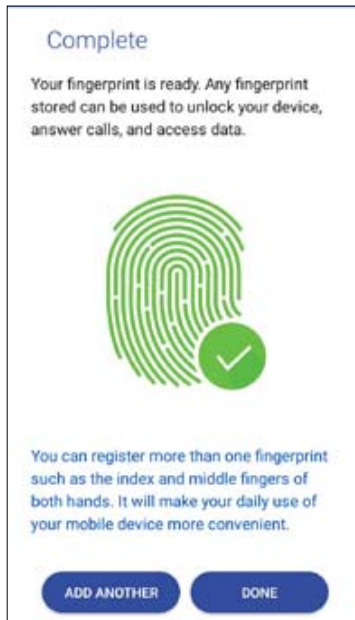 Complete
Your fingerprint is ready. Any fingerprint
stored can be used to unlock your device,
answer calls, and access data.
You can register more than one fingerprint
such as the index and middle fingers of
both hands. It will make your daily use of
your mobile device more convenient.
ADD ANOTHER
DONE